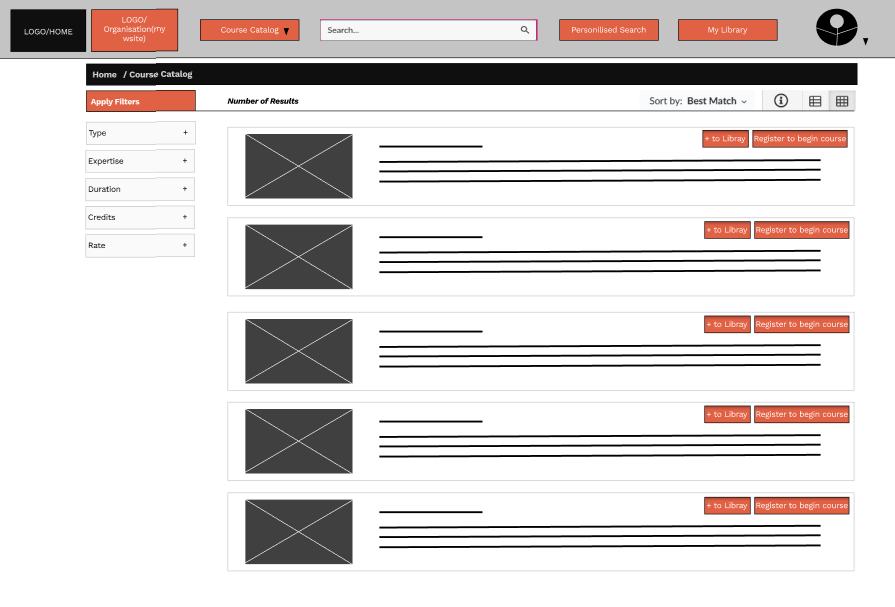 LOGO/HOME
LOGO/
Organisation(my
wsite)
Course Catalog
Search...
Personilised Search
My Library
Home / Course Catalog
Apply Filters
Number of Results
Sort by: Best Match
Type +
Expertise +
Duration +
Credits +
Rate +
+ to Libray
Register to begin course
+ to Libray
Register to begin course
+ to Libray
Register to begin course
+ to Libray
Register to begin course
+ to Libray
Register to begin course